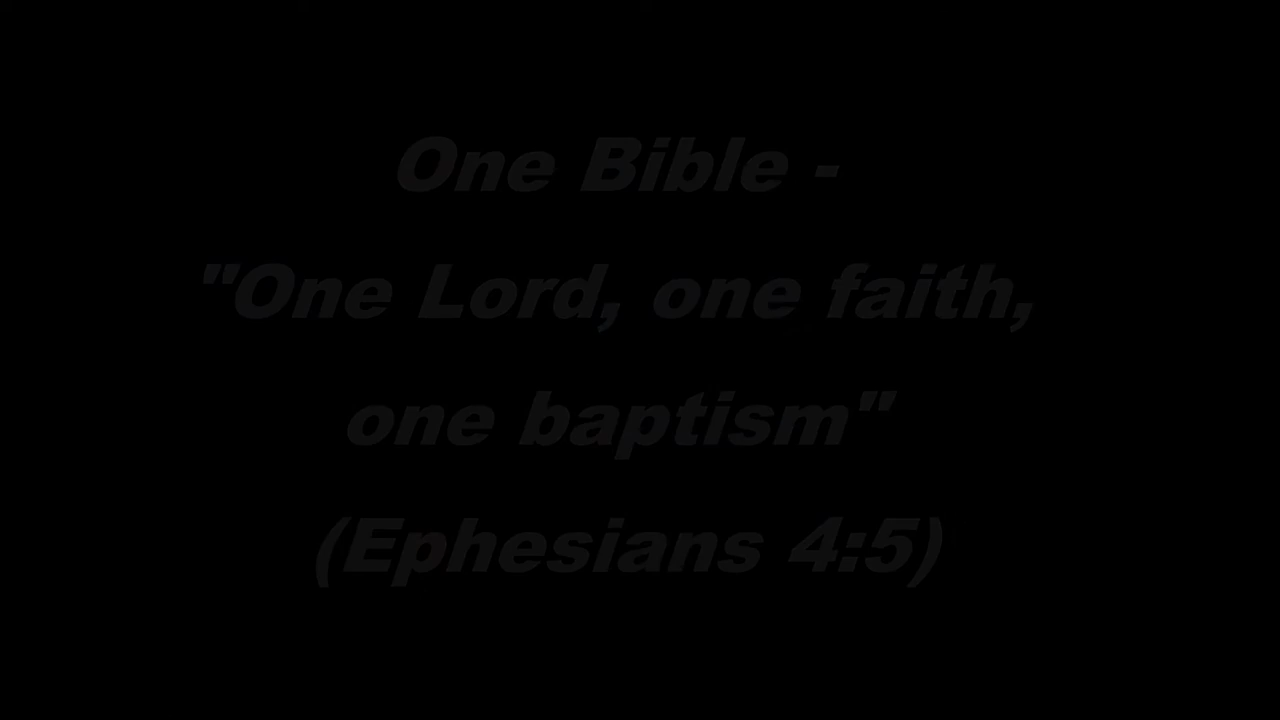 One Bible -
"One Lord, one faith,
one baptism"
(Ephesians 4:5)